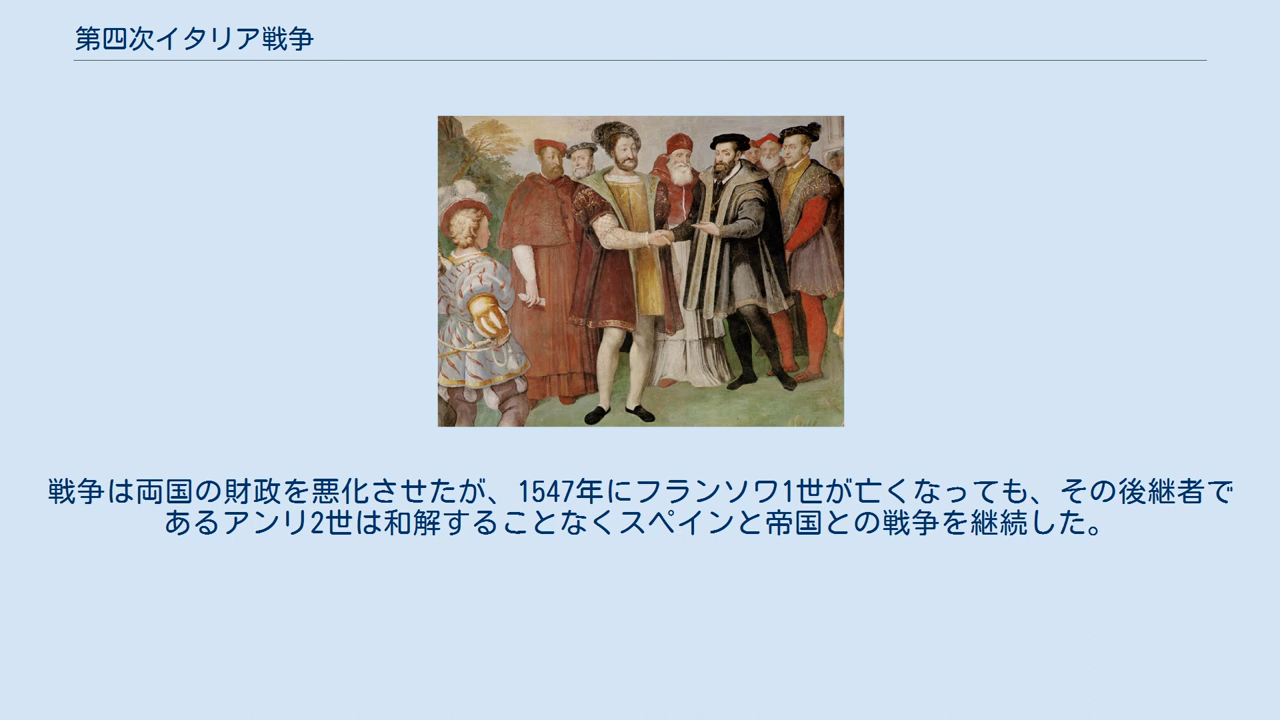 第四次イタリア戦争
戦争は両国の財政を悪化させたが、1547年にフランソワ1世が亡くなっても、その後継者で
あるアンリ2世は和解することなくスペインと帝国との戦争を継続した。